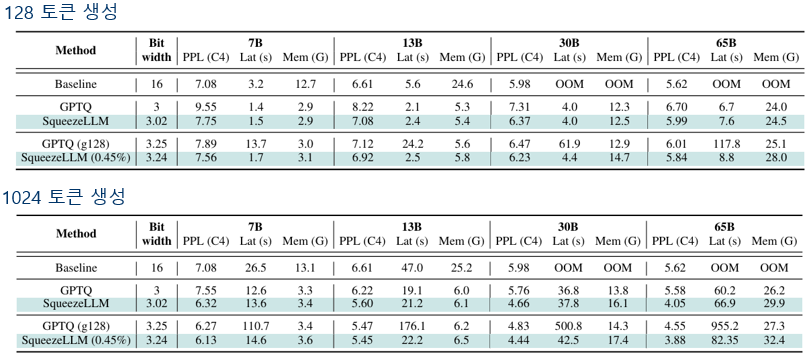 128 토큰 생성
Method Bit width 7B 13B 30B 65B
PPL (C4) Lat (s) Mem (G) PPL (C4) Lat (s) Mem (G) PPL (C4) Lat (s) Mem (G) PPL (C4) Lat (s) Mem (G)
Baseline 16 7.08 3.2 12.7 6.61 5.6 24.6 5.98 OOM OOM 5.62 OOM OOM
GPTQ 3 9.55 1.4 2.9 8.22 2.1 5.3 7.31 4.0 12.3 6.70 6.7 24.0
SqueezeLLM 3.02 7.75 1.5 2.9 7.08 2.4 5.4 6.37 4.0 12.5 5.99 7.6 24.5
GPTQ (g128) 3.25 7.89 13.7 3.0 7.12 24.2 5.6 6.47 61.9 12.9 6.01 117.8 25.1
SqueezeLLM (0.45%) 3.24 7.56 1.7 3.1 6.92 2.5 5.8 6.23 4.4 14.7 5.84 8.8 28.0
1024 토큰 생성
Method Bit width 7B 13B 30B 65B
PPL (C4) Lat (s) Mem (G) PPL (C4) Lat (s) Mem (G) PPL (C4) Lat (s) Mem (G) PPL (C4) Lat (s) Mem (G)
Baseline 16 7.08 26.5 13.1 6.61 47.0 25.2 5.98 OOM OOM 5.62 OOM OOM
GPTQ 3 7.55 12.6 3.3 6.22 19.1 6.0 5.76 36.8 13.8 5.58 60.2 26.2
SqueezeLLM 3.02 6.32 13.6 3.4 5.60 21.2 6.1 4.66 37.8 16.1 4.05 66.9 29.9
GPTQ (g128) 3.25 6.27 110.7 3.4 5.47 176.1 6.2 4.83 500.8 14.3 4.55 955.2 27.3
SqueezeLLM (0.45%) 3.24 6.13 14.6 3.6 5.45 22.2 6.5 4.44 42.5 17.4 3.88 82.35 32.4